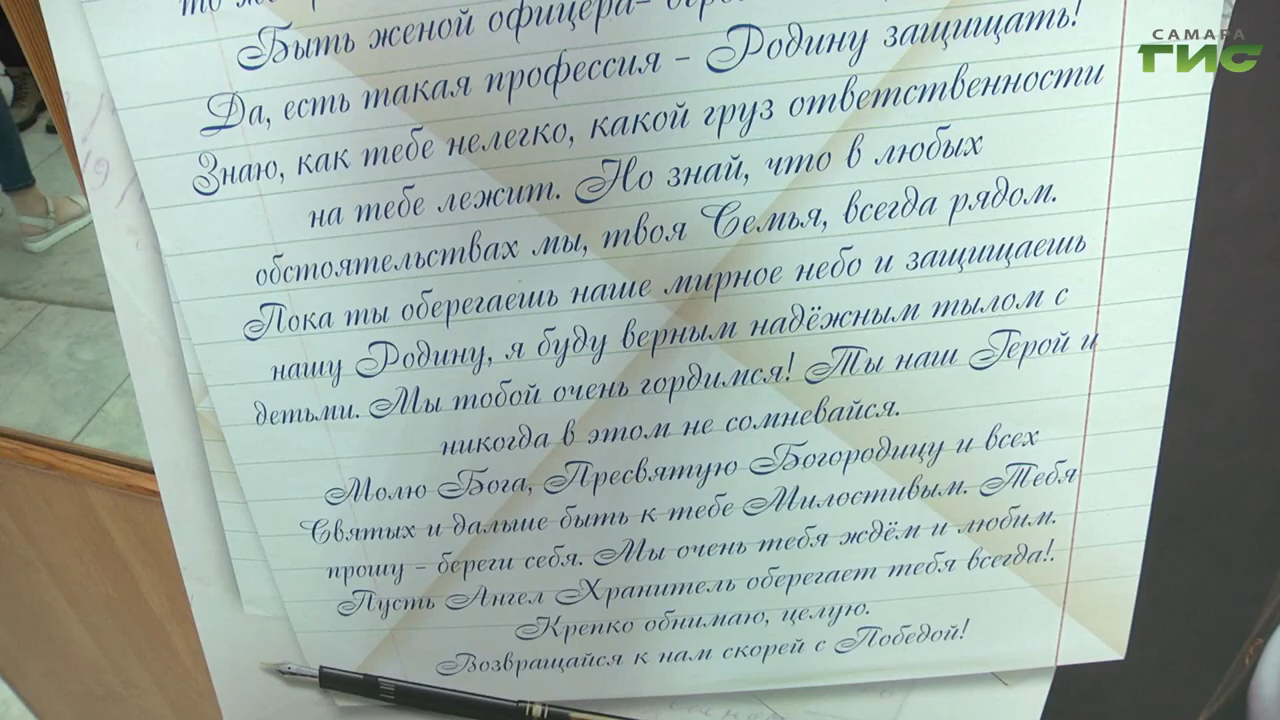 Быть женой офицера-
Да, есть такая профессия - Родину защищать!
Знаю, как тебе нелегко, какой груз ответственности
на тебе лежит. Но знай, что в любых
обстоятельствах мы, твоя Семья, всегда рядом.
Пока ты оберегаешь наше мирное небо и защищаешь
нашу Родину, я буду верным надёжным тылом с
детьми. Мы тобой очень гордимся! Ты наш Герой и
никогда в этом не сомневайся.
Молю Бога, Пресвятую Богородицу и всех
Святых и дальше быть к тебе Милостивым. Тебя
прошу - береги себя. Мы очень тебя ждём и любим.
Пусть Ангел Хранитель оберегает тебя всегда!.
Крепко обнимаю, целую.
Возвращайся к нам скорей с Победой!
САМАРА
ГИС